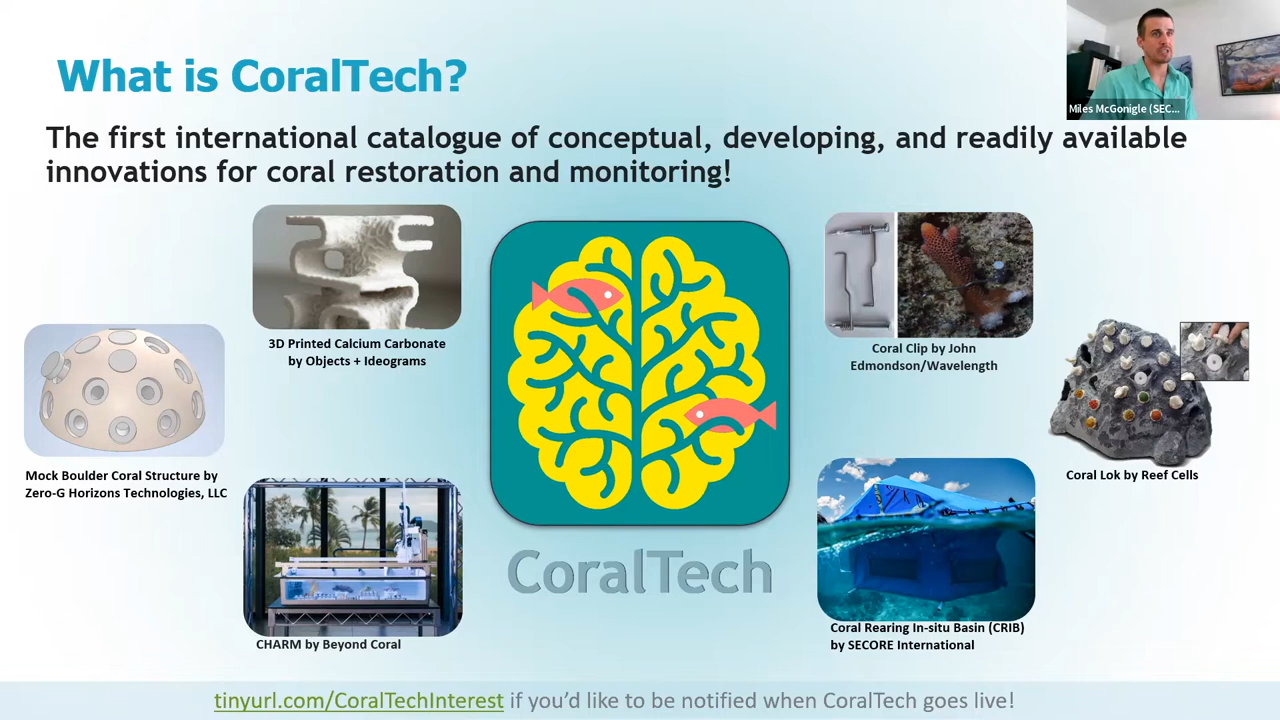 What is CoralTech?
Miles McGonigle (SEC...
The first international catalogue of conceptual, developing, and readily available
innovations for coral restoration and monitoring!
3D Printed Calcium Carbonate
by Objects + Ideograms
Coral Clip by John
Edmondson/Wavelength
Mock Boulder Coral Structure by
Zero-G Horizons Technologies, LLC
Coral Lok by Reef Cells
CoralTech
CHARM by Beyond Coral
Coral Rearing In-situ Basin (CRIB)
by SECORE International
tinyurl.com/CoralTechInterest if you’d like to be notified when CoralTech goes live!